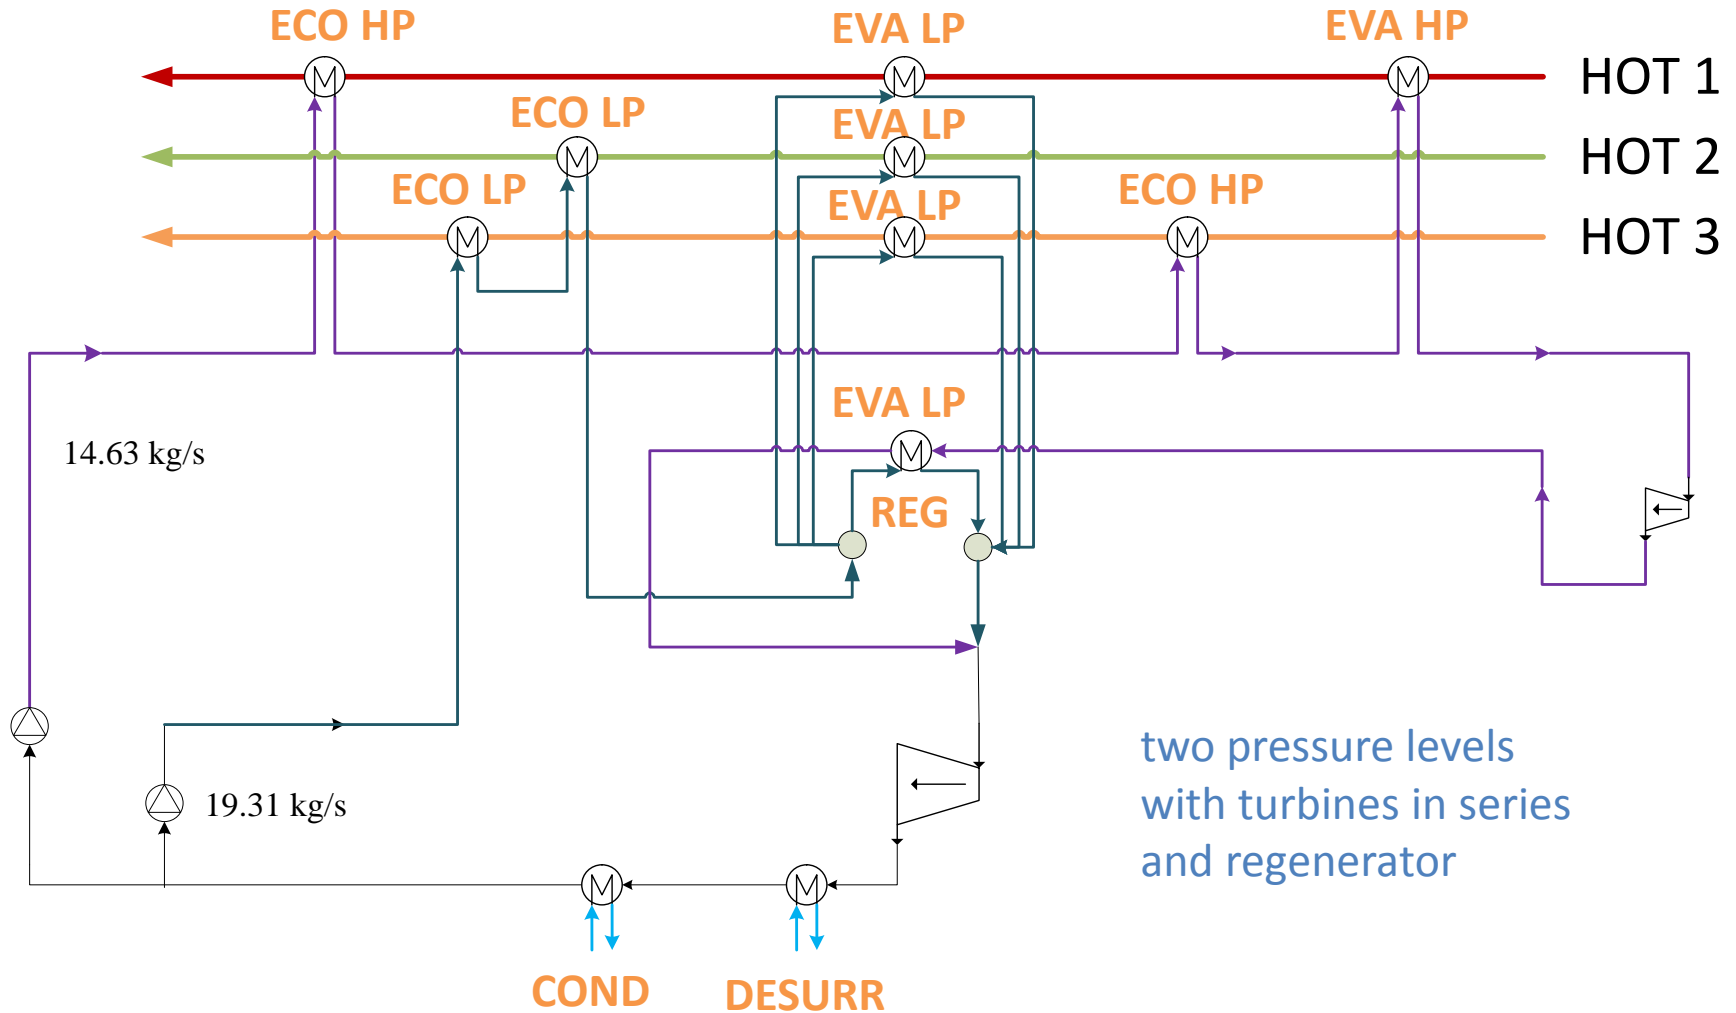 ECO HP
EVA LP
EVA HP
HOT 1
ECO LP
EVA LP
HOT 2
ECO LP
EVA LP
ECO HP
HOT 3
EVA LP
14.63 kg/s
REG
two pressure levels
with turbines in series
and regenerator
19.31 kg/s
COND
DESURR